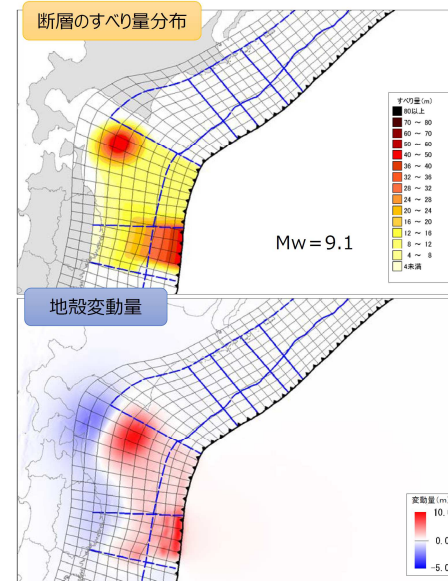 断層のすべり量分布
すべり量(m)
80以上
70 ~ 80
60 ~ 70
50 ~ 60
40 ~ 50
36 ~ 40
32 ~ 36
28 ~ 32
24 ~ 28
20 ~ 24
16 ~ 20
12 ~ 16
8 ~ 12
4 ~ 8
4未満
Mw=9.1
地殻変動量
変動量(m)
10.
0.0
-5.0